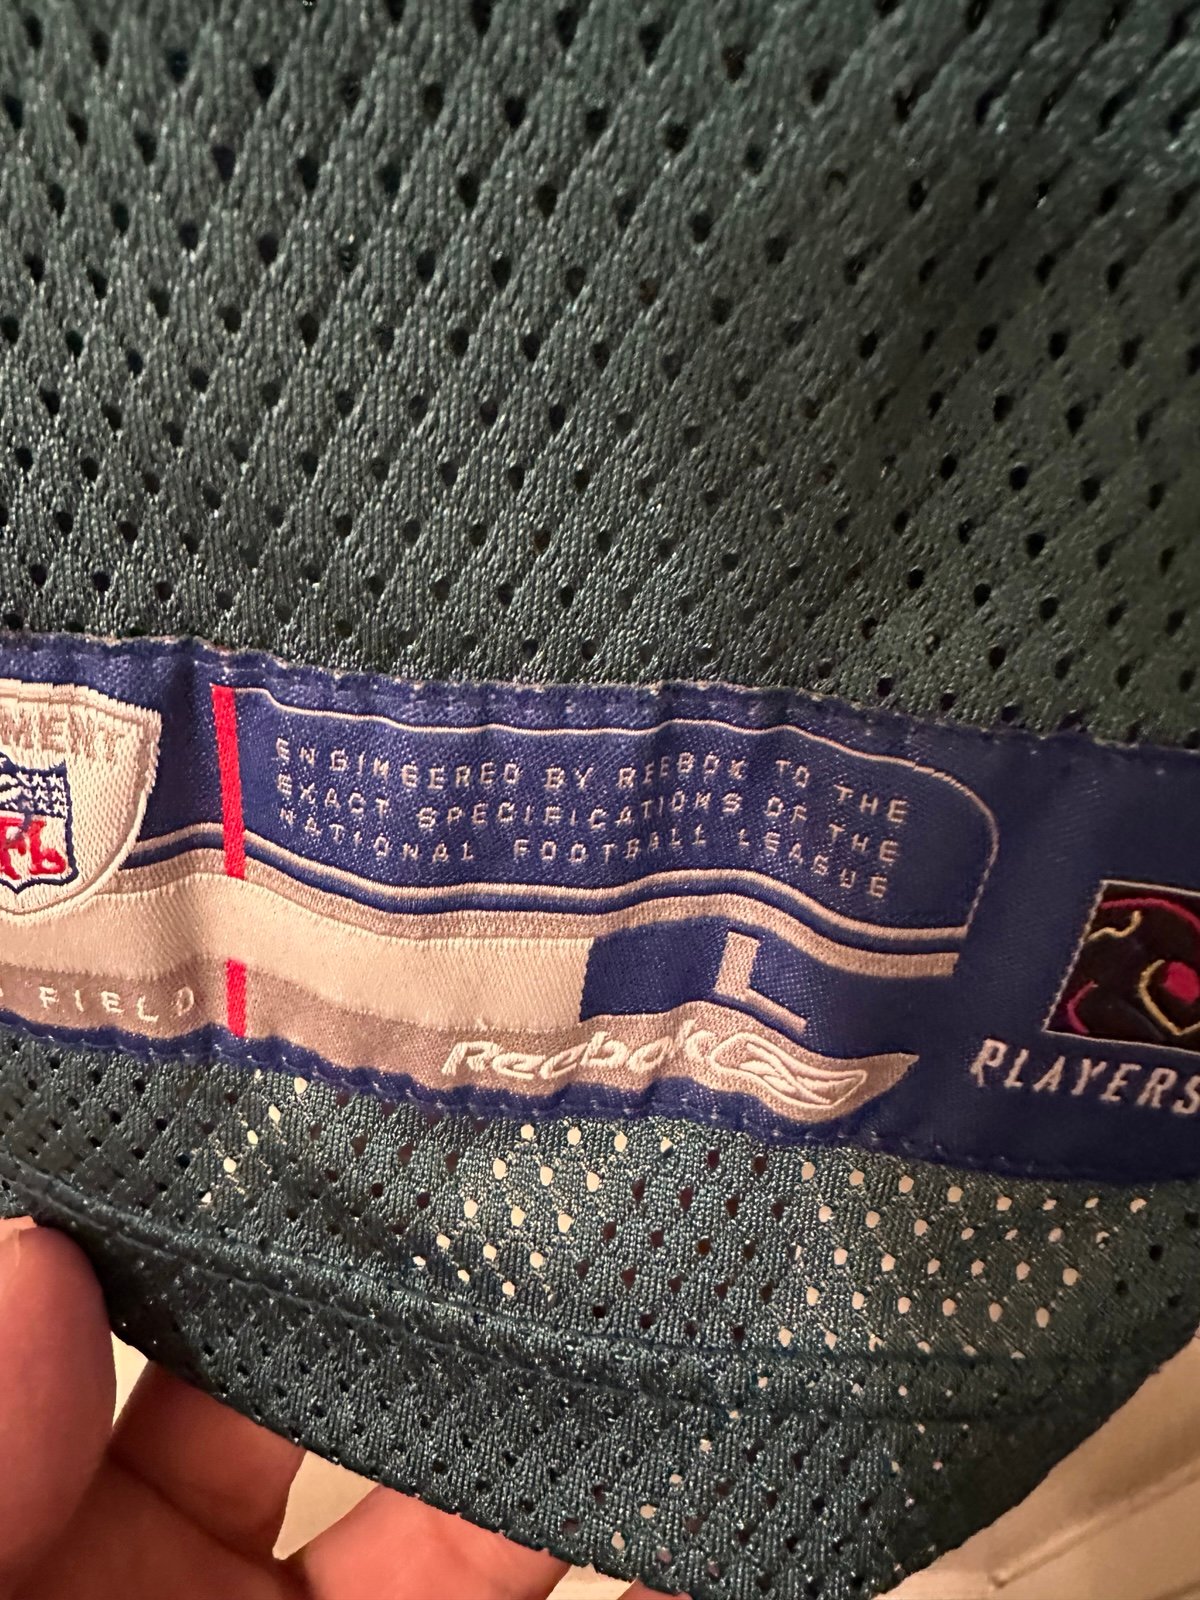 MENT
NFL
FIELD
ENGINEERED BY REEBOK TO THE
EXACT SPECIFICATIONS OF THE
NATIONAL FOOTBALL LEAGUE
L
Reebok
PLAYERS